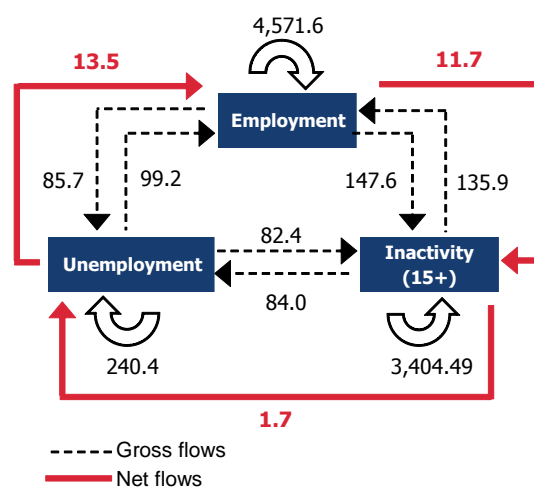 4,571.6
13.5
11.7
Employment
85.7
99.2
147.6
135.9
82.4
Unemployment
Inactivity
(15+)
84.0
240.4
3,404.49
1.7
Gross flows
Net flows